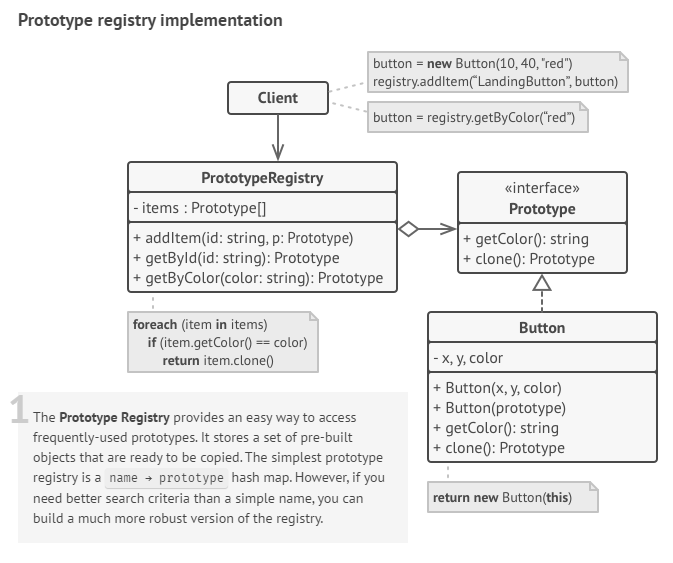 Prototype registry implementation
button = new Button(10, 40, "red")
registry.addItem(“LandingButton”, button)
Client
button = registry.getByColor(“red”)
PrototypeRegistry
- items : Prototype[]
+ addItem(id: string, p: Prototype)
+ getById(id: string): Prototype
+ getByColor(color: string): Prototype
«interface»
Prototype
+ getColor(): string
+ clone(): Prototype
foreach (item in items)
if (item.getColor() == color)
return item.clone()
Button
- x, y, color
+ Button(x, y, color)
+ Button(prototype)
+ getColor(): string
+ clone(): Prototype
return new Button(this)
1
The Prototype Registry provides an easy way to access
frequently-used prototypes. It stores a set of pre-built
objects that are ready to be copied. The simplest prototype
registry is a name → prototype hash map. However, if you
need better search criteria than a simple name, you can
build a much more robust version of the registry.